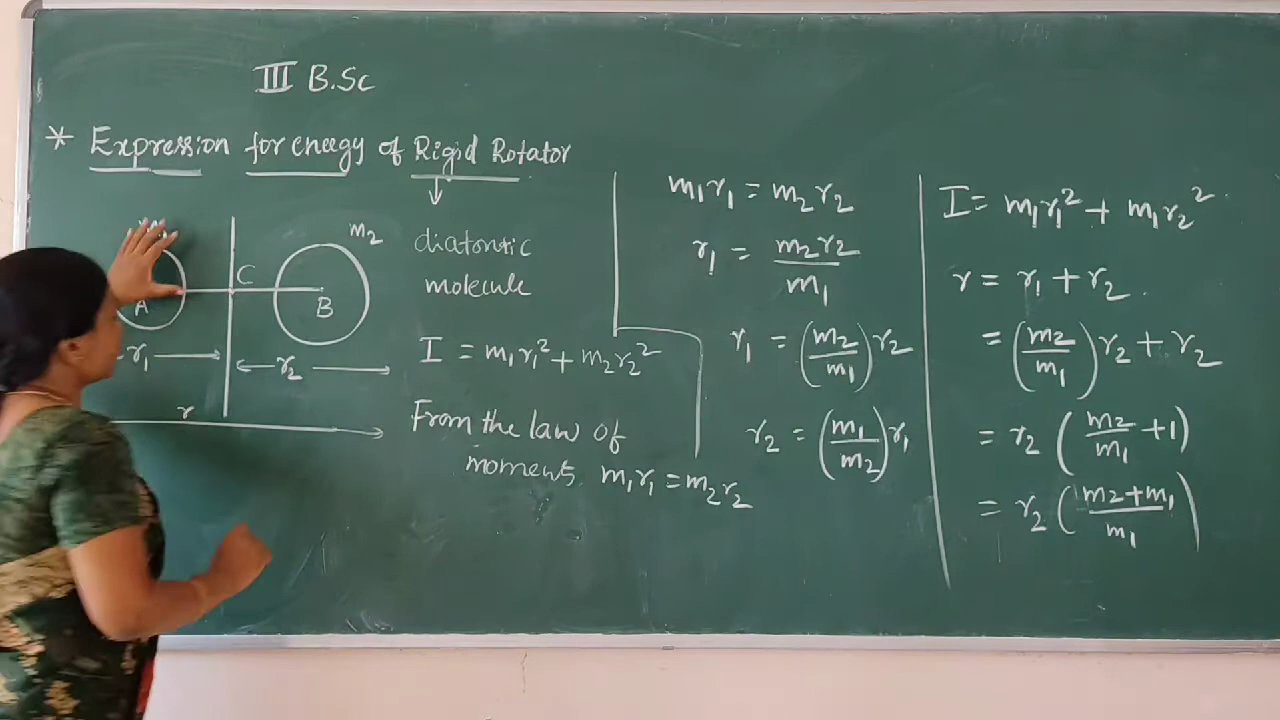 III B.Sc
* Expression for eneegy of Rigid Rotator
diatomic
molecule
m₂
C
A
B
r₁
r₂
r
I = m₁r₁² + m₂r₂²
From the law of
moments, m₁r₁ = m₂r₂
m₁r₁ = m₂r₂
r₁ = m₂r₂ / m₁
r₁ = (m₂/m₁) r₂
r₂ = (m₁/m₂) r₁
I = m₁r₁² + m₁r₂²
r = r₁ + r₂.
= (m₂/m₁) r₂ + r₂
= r₂ (m₂/m₁ + 1)
= r₂ (m₂+m₁ / m₁)